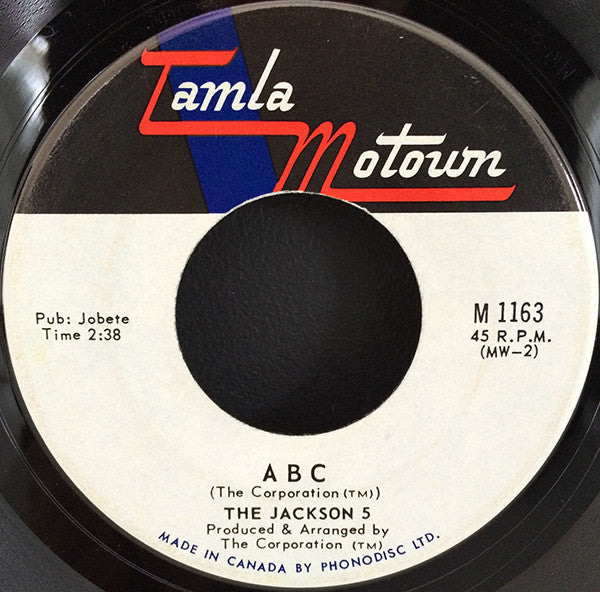 Tamla
Motown
Pub: Jobete
Time 2:38
M 1163
45 R.P.M.
(MW-2)
ABC
(The Corporation (TM))
THE JACKSON 5
Produced & Arranged by
The Corporation (TM)
MADE IN CANADA BY PHONODISC LTD.